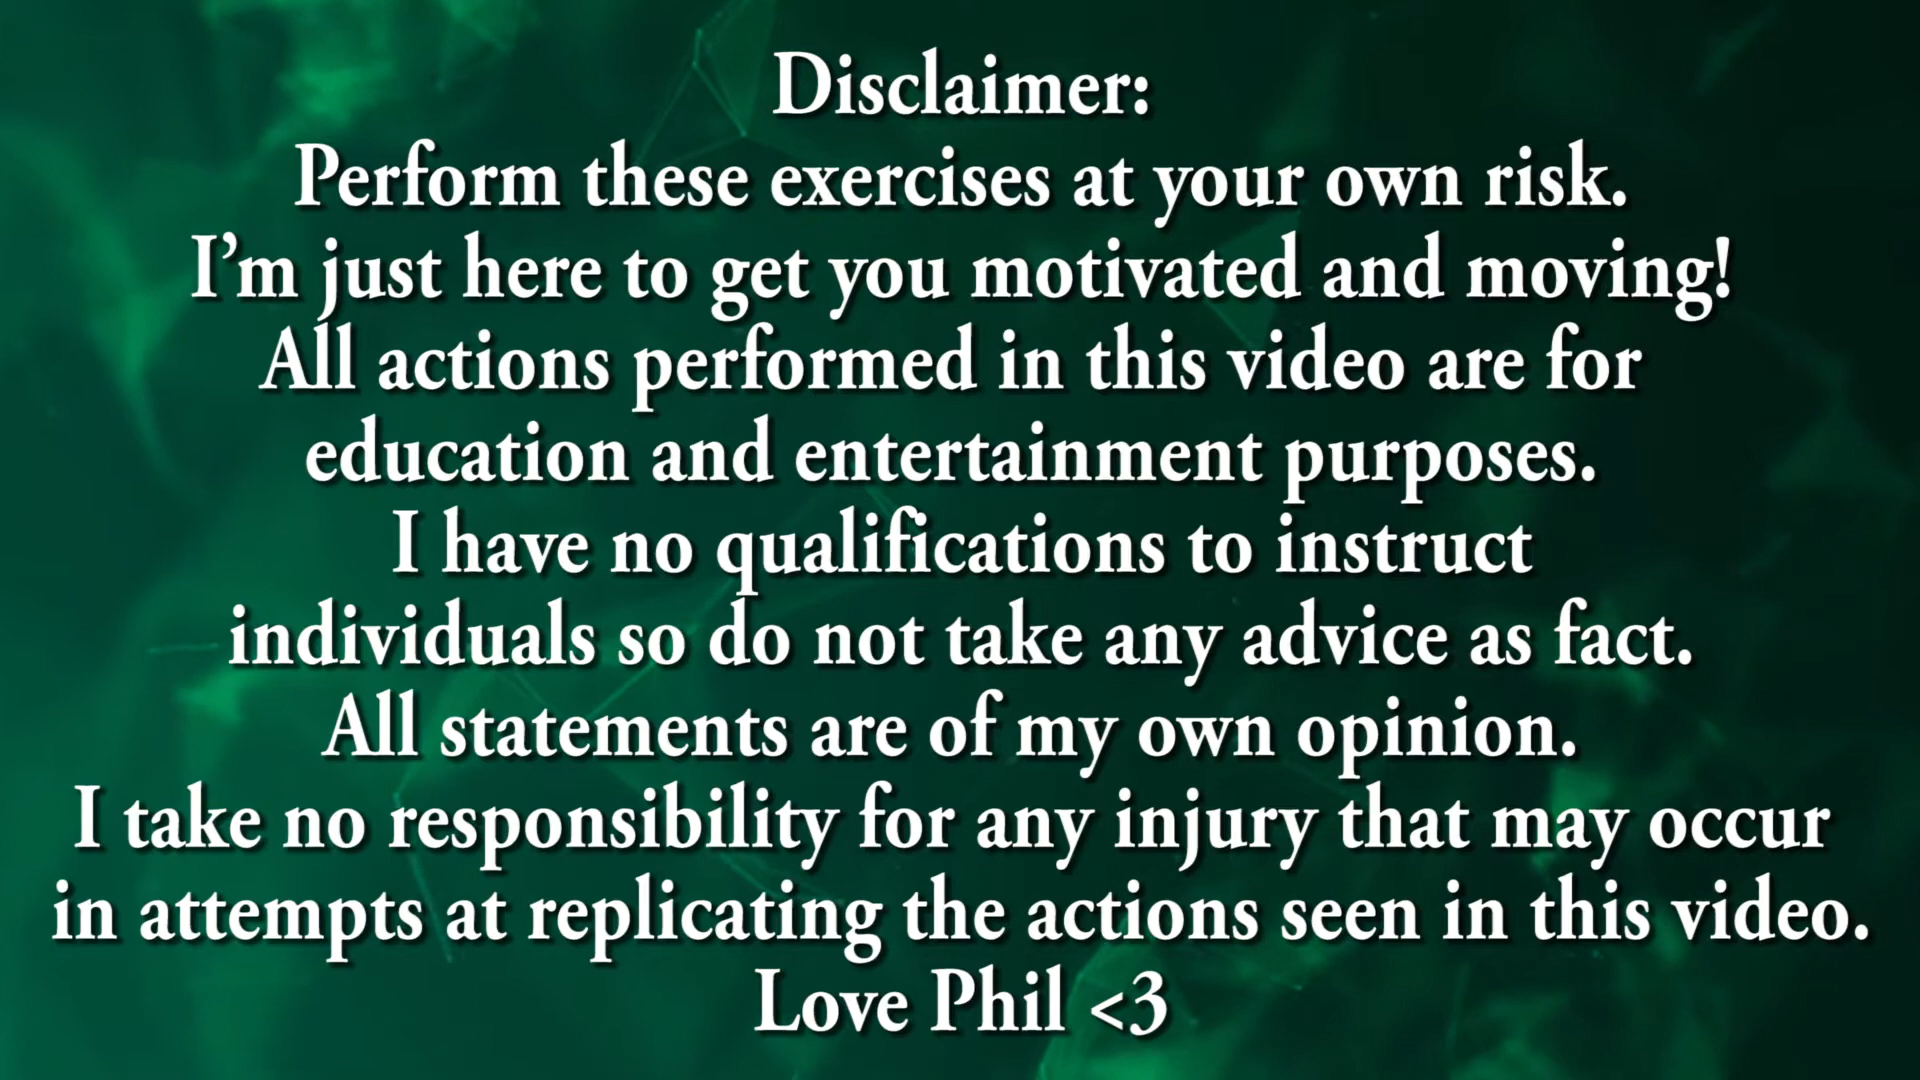 Disclaimer:
Perform these exercises at your own risk.
I’m just here to get you motivated and moving!
All actions performed in this video are for
education and entertainment purposes.
I have no qualifications to instruct
individuals so do not take any advice as fact.
All statements are of my own opinion.
I take no responsibility for any injury that may occur
in attempts at replicating the actions seen in this video.
Love Phil <3